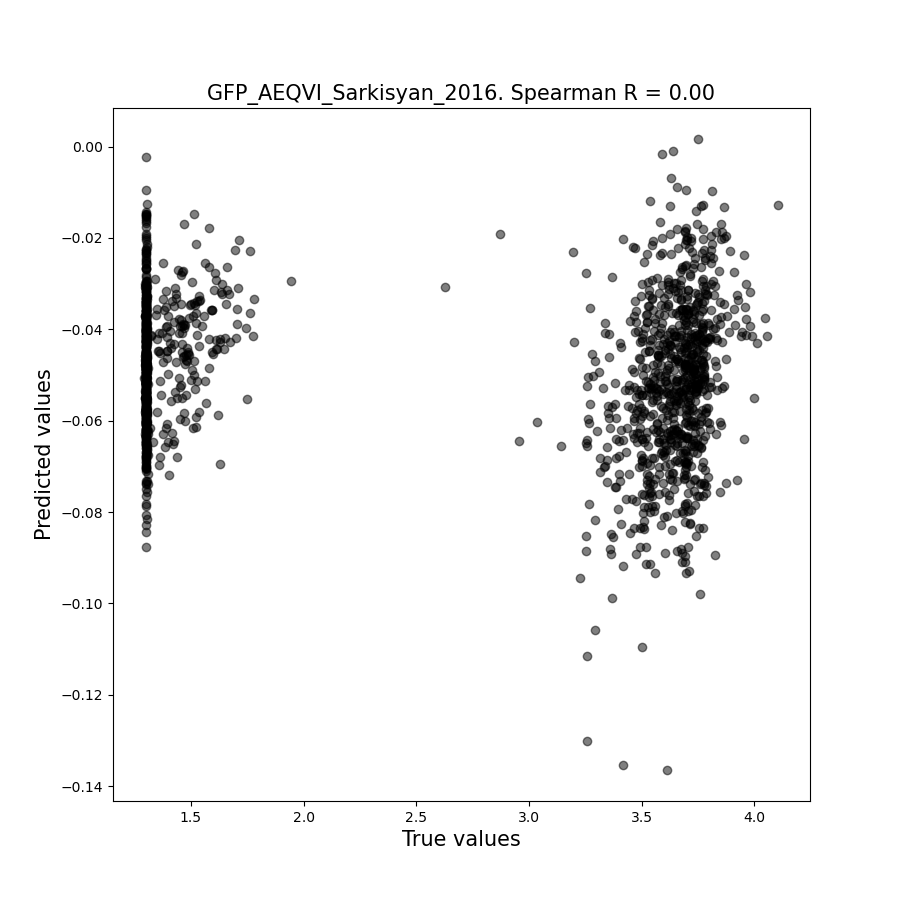 GFP_AEQVI_Sarkisyan_2016. Spearman R = 0.00
0.00
−0.02
−0.04
−0.06
−0.08
−0.10
−0.12
−0.14
Predicted values
1.5 2.0 2.5 3.0 3.5 4.0
True values